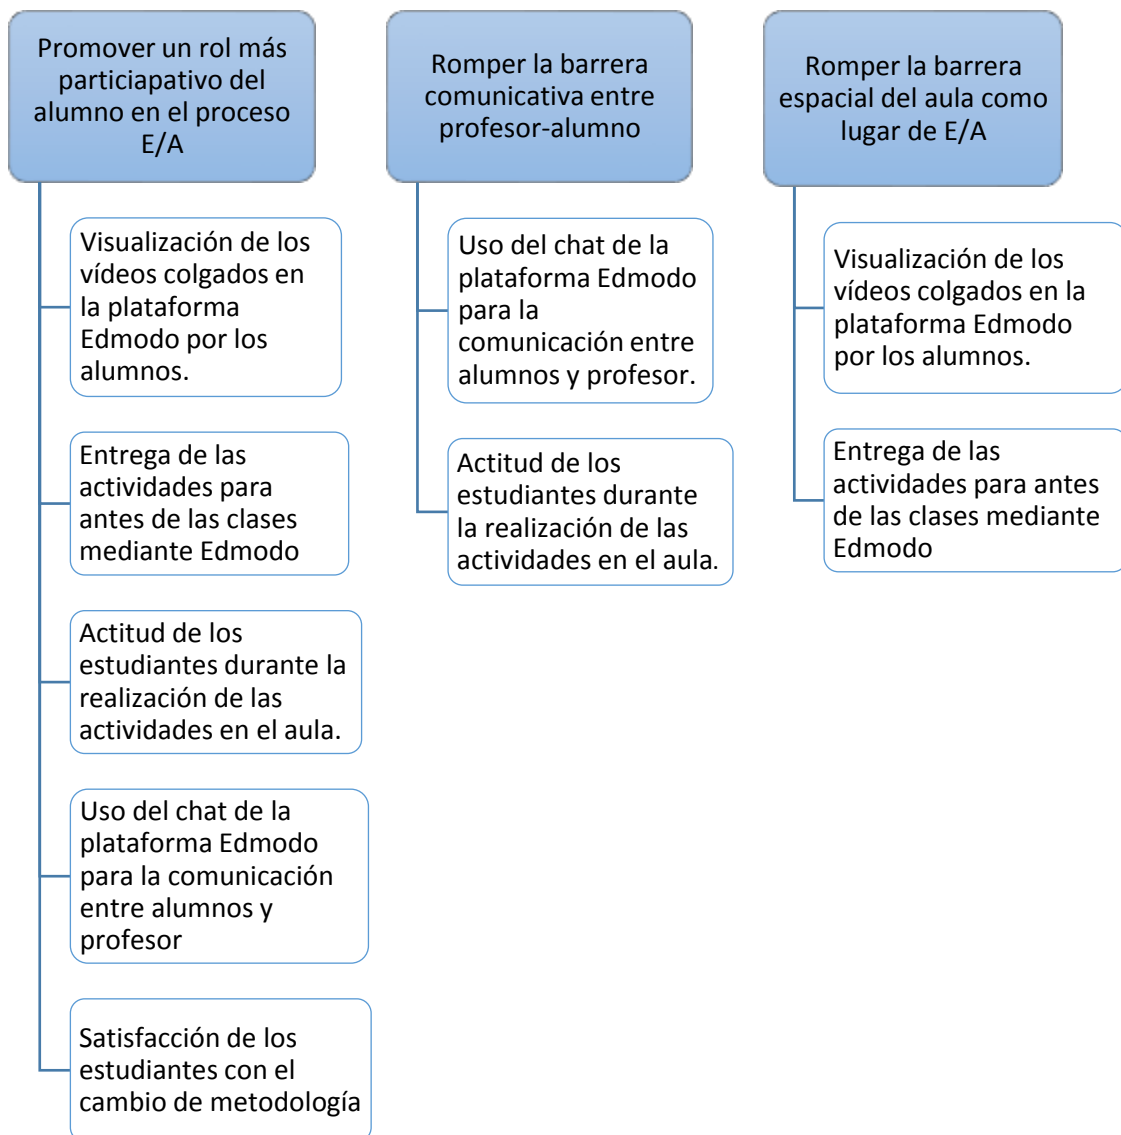 Promover un rol más
particiapativo del
alumno en el proceso
E/A
Visualización de los
vídeos colgados en
la plataforma
Edmodo por los
alumnos.
Entrega de las
actividades para
antes de las clases
mediante Edmodo
Actitud de los
estudiantes durante la
realización de las
actividades en el aula.
Uso del chat de la
plataforma Edmodo
para la comunicación
entre alumnos y
profesor
Satisfacción de los
estudiantes con el
cambio de metodología
Romper la barrera
comunicativa entre
profesor-alumno
Uso del chat de la
plataforma Edmodo
para la
comunicación entre
alumnos y profesor.
Actitud de los
estudiantes durante
la realización de las
actividades en el aula.
Romper la barrera
espacial del aula como
lugar de E/A
Visualización de los
vídeos colgados en la
plataforma Edmodo
por los alumnos.
Entrega de las
actividades para antes
de las clases mediante
Edmodo